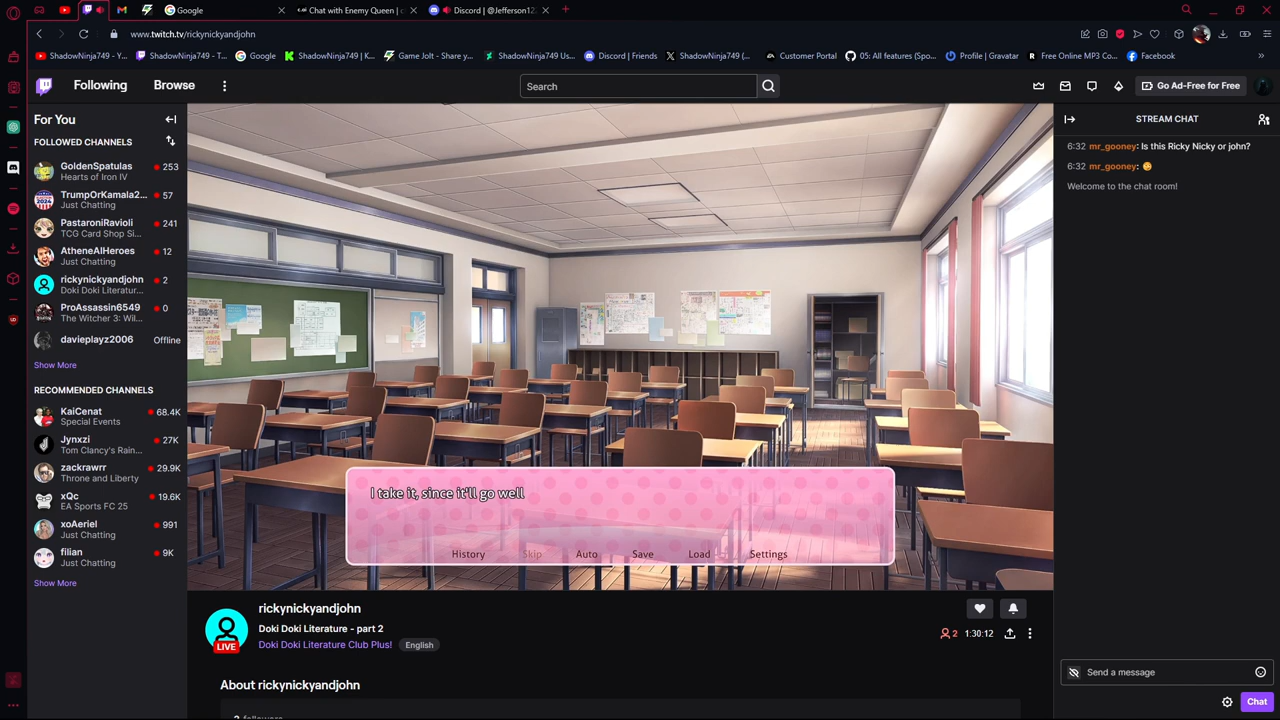 Google
Chat with Enemy Queen | c
Discord | @Jefferson12
www.twitch.tv/rickynickyandjohn
ShadowNinja749 - Y...
ShadowNinja749 - T...
Google
ShadowNinja749 | K...
Game Jolt - Share y...
ShadowNinja749 Us...
Discord | Friends
ShadowNinja749 (...
Customer Portal
05: All features (Spo...
Profile | Gravatar
Free Online MP3 Co...
Facebook
Following
Browse
Search
Go Ad-Free for Free
For You
FOLLOWED CHANNELS
GoldenSpatulas 253
Hearts of Iron IV
TrumpOrKamala2... 57
Just Chatting
PastaroniRavioli 241
TCG Card Shop Si...
AtheneAIHeroes 12
Just Chatting
rickynickyandjohn 2
Doki Doki Literatur...
ProAssassin6549 0
The Witcher 3: Wil...
davieplayz2006 Offline
Show More
RECOMMENDED CHANNELS
KaiCenat 68.4K
Special Events
Jynxzi 27K
Tom Clancy's Rain...
zackrawrr 29.9K
Throne and Liberty
xQc 19.6K
EA Sports FC 25
xoAeriel 991
Just Chatting
filian 9K
Just Chatting
Show More
I take it, since it'll go well
History Skip Auto Save Load Settings
LIVE
rickynickyandjohn
Doki Doki Literature - part 2
Doki Doki Literature Club Plus! English
2 1:30:12
About rickynickyandjohn
STREAM CHAT
6:32 mr_gooney: Is this Ricky Nicky or john?
6:32 mr_gooney:
Welcome to the chat room!
Send a message
Chat